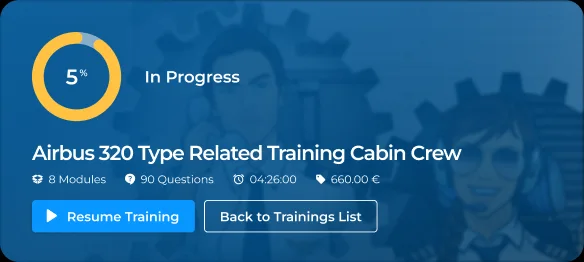 5%
In Progress
Airbus 320 Type Related Training Cabin Crew
8 Modules 90 Questions 04:26:00 660.00 €
Resume Training Back to Trainings List